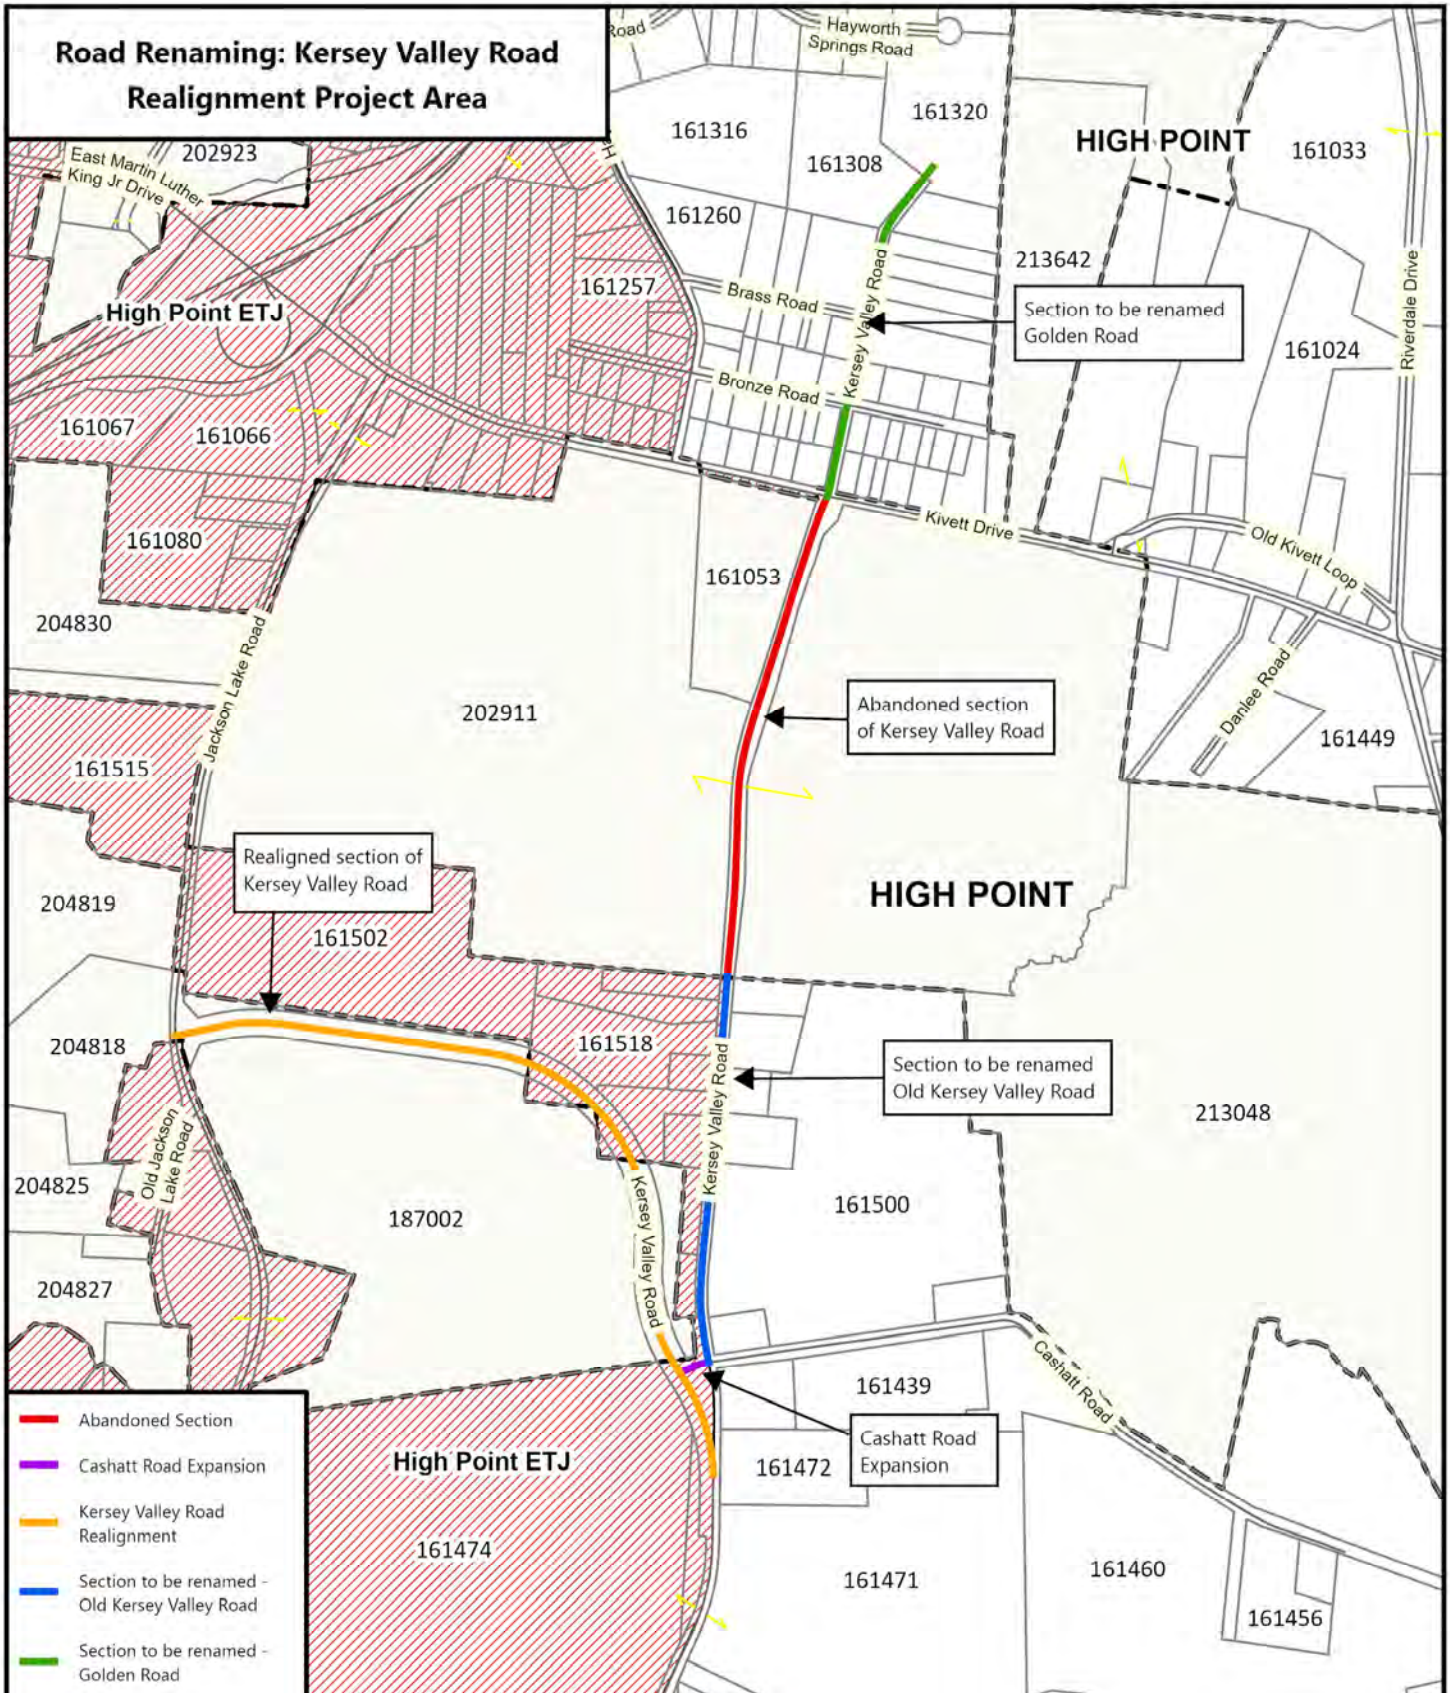 Road Renaming: Kersey Valley Road
Realignment Project Area
Road
Hayworth
Springs Road
161320
161316
161308
HIGH POINT
161033
202923
East Martin Luther
King Jr Drive
161260
213642
161257
High Point ETJ
Brass Road
Kersey Valley Road
Section to be renamed
Golden Road
161024
Riverdale Drive
Bronze Road
161067
161066
161080
Kivett Drive
Old Kivett Loop
161053
204830
Jackson Lake Road
202911
Abandoned section
of Kersey Valley Road
Danlee Road
161449
161515
Realigned section of
Kersey Valley Road
HIGH POINT
204819
161502
204818
161518
Section to be renamed
Old Kersey Valley Road
Kersey Valley Road
213048
Old Jackson
Lake Road
204825
187002
Kersey Valley Road
161500
204827
Cashatt Road
161439
Cashatt Road
Expansion
161472
High Point ETJ
161474
161471
161460
161456
Abandoned Section
Cashatt Road Expansion
Kersey Valley Road
Realignment
Section to be renamed -
Old Kersey Valley Road
Section to be renamed -
Golden Road